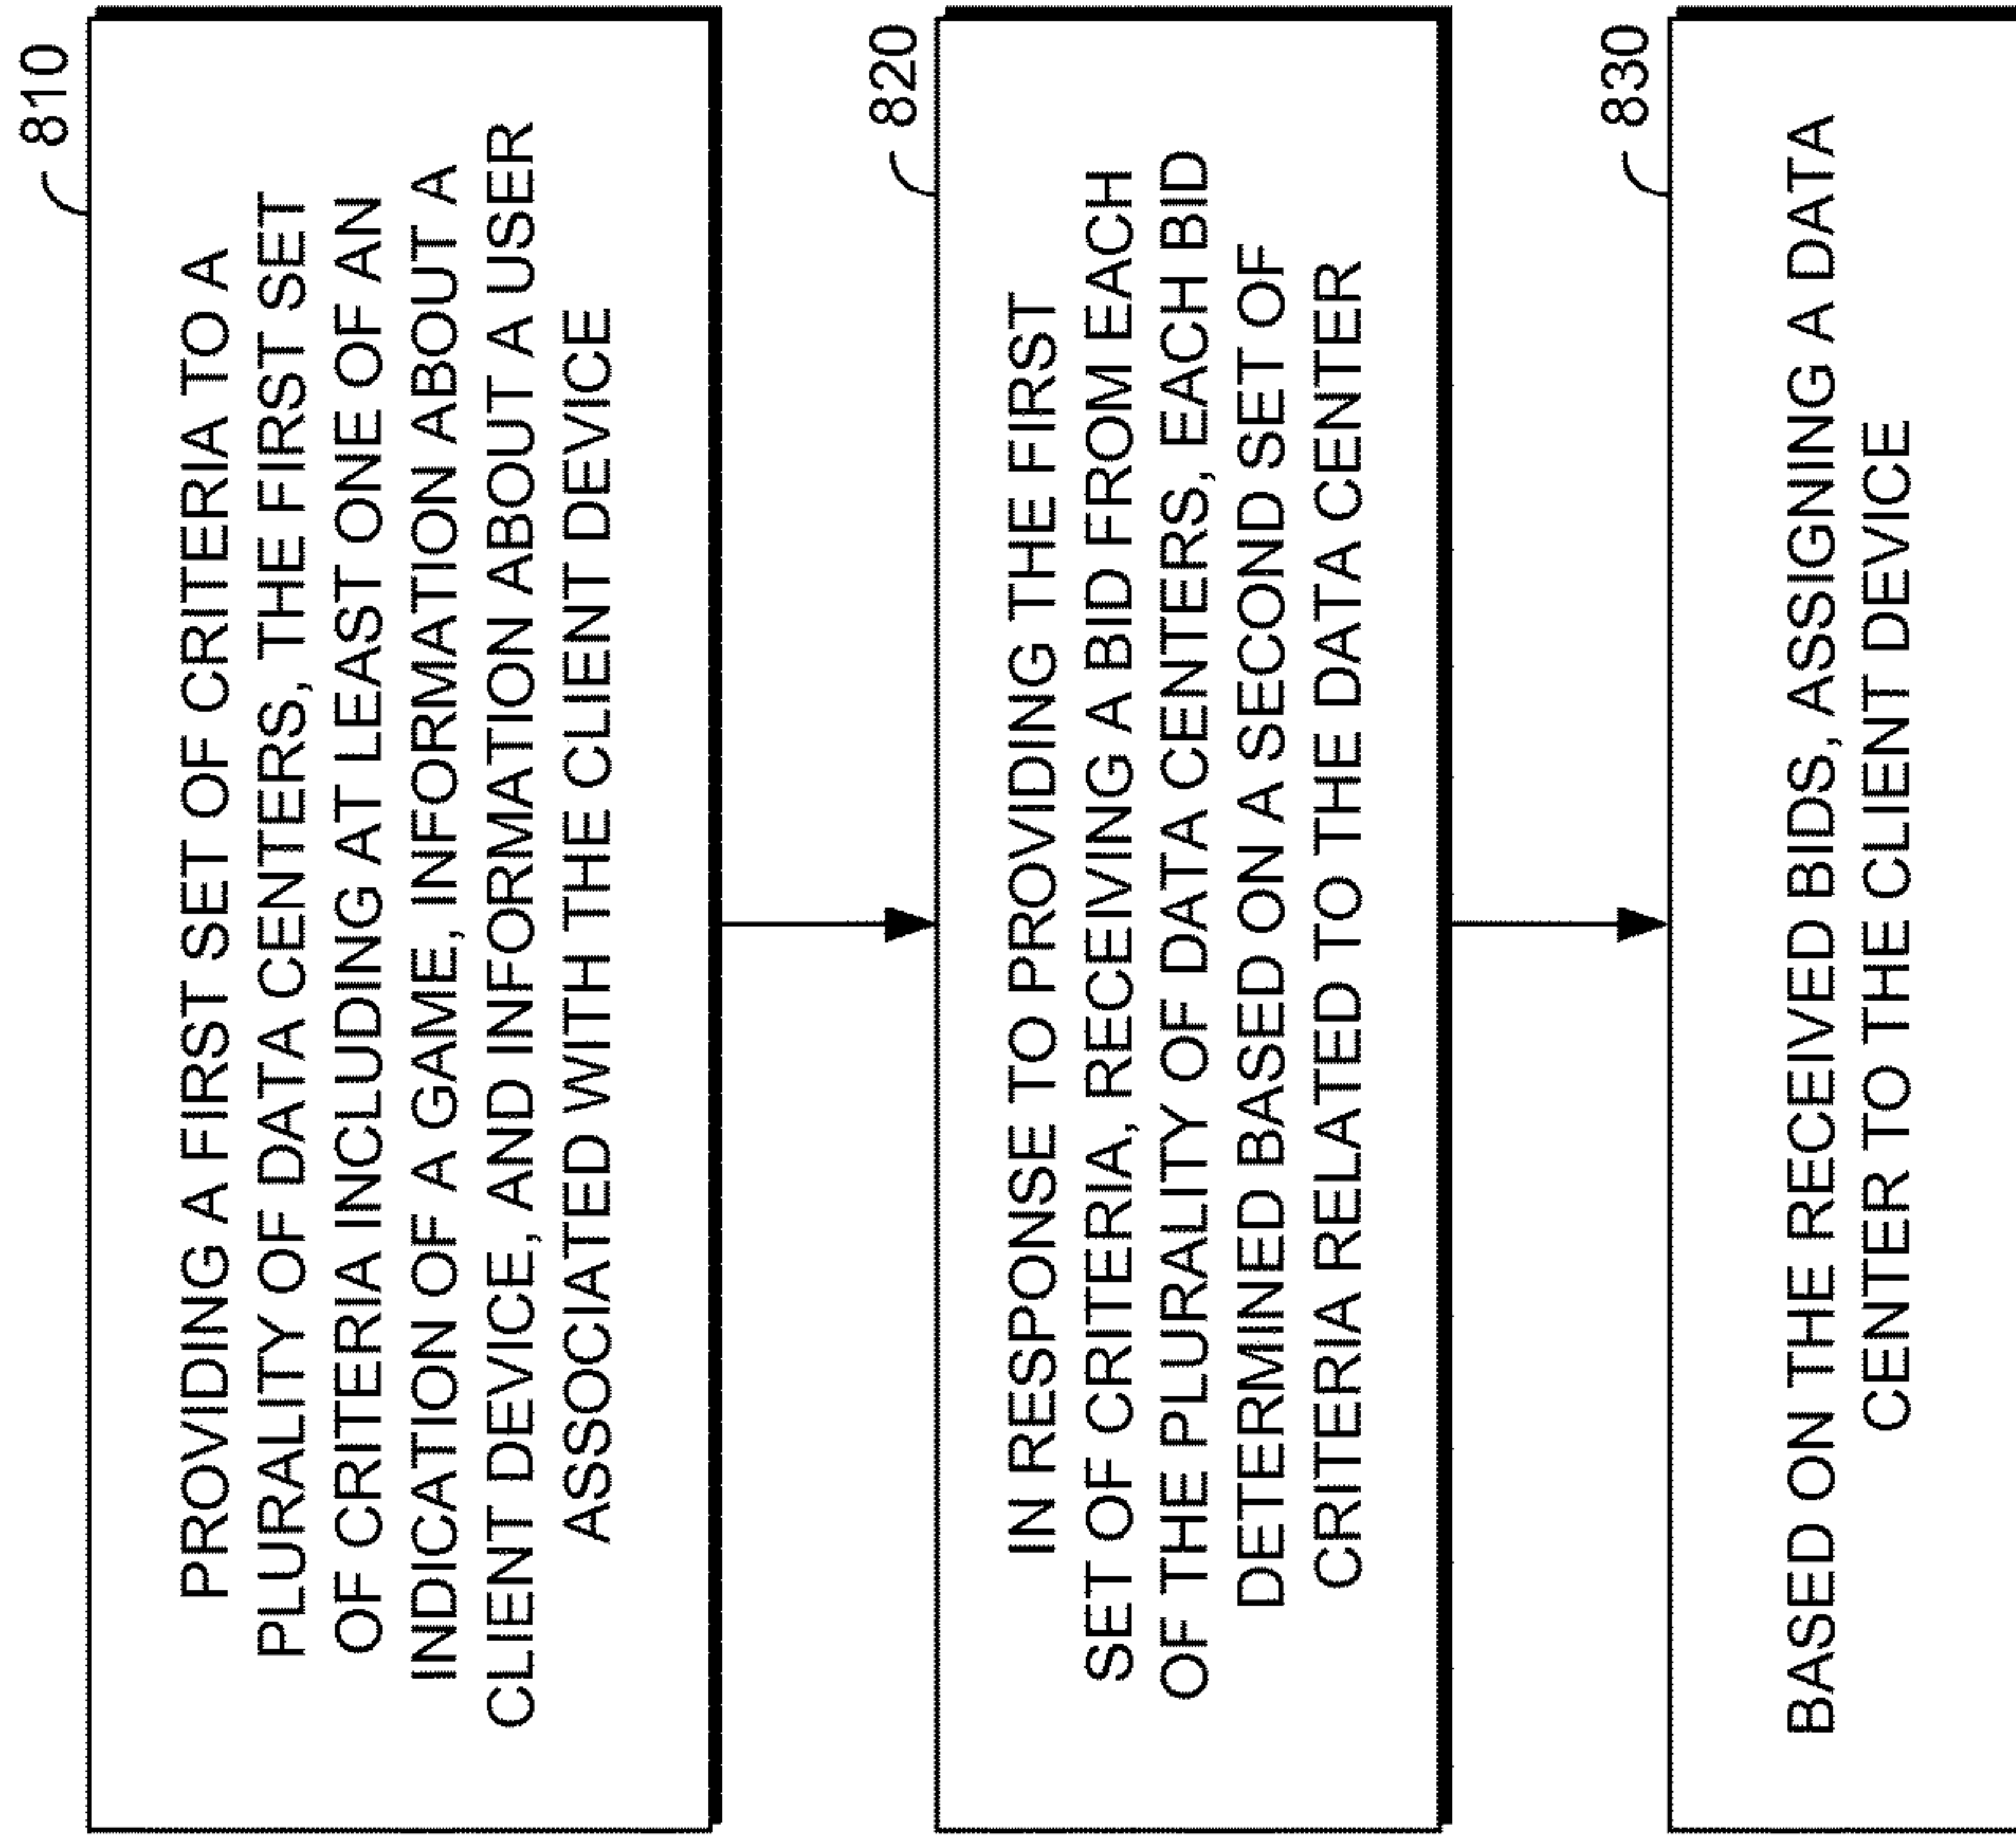 810
PROVIDING A FIRST SET OF CRITERIA TO A
PLURALITY OF DATA CENTERS, THE FIRST SET
OF CRITERIA INCLUDING AT LEAST ONE OF AN
INDICATION OF A GAME, INFORMATION ABOUT A
CLIENT DEVICE, AND INFORMATION ABOUT A USER
ASSOCIATED WITH THE CLIENT DEVICE
820
IN RESPONSE TO PROVIDING THE FIRST
SET OF CRITERIA, RECEIVING A BID FROM EACH
OF THE PLURALITY OF DATA CENTERS, EACH BID
DETERMINED BASED ON A SECOND SET OF
CRITERIA RELATED TO THE DATA CENTER
830
BASED ON THE RECEIVED BIDS, ASSIGNING A DATA
CENTER TO THE CLIENT DEVICE